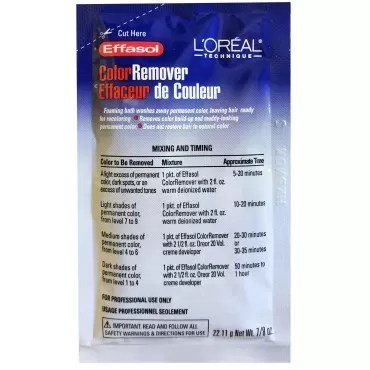 Cut Here
Effasol
L'ORÉAL
TECHNIQUE
ColorRemover
Effaceur de Couleur
Foaming bath washes away permanent color, leaving hair ready
for recoloring Removes color build-up and muddy-looking
permanent color Does not restore hair to natural color
MIXING AND TIMING
Color to Be Removed Mixture Approximate Time
A light excess of permanent 1 pkt. of Effasol 5-20 minutes
color, dark spots, or an ColorRemover with 2 fl. oz.
excess of unwanted tones warm deionized water
Light shades of 1 pkt. of Effasol 10-20 minutes
permanent color, ColorRemover with 2 fl. oz.
from level 7 to 9 warm deionized water
Medium shades of 1 pkt. of Effasol ColorRemover 20-30 minutes
permanent color, with 2 1/2 fl. oz. Oreor 20 Vol. or
from level 4 to 6 creme developer 30-35 minutes
Dark shades of 1 pkt. of Effasol ColorRemover 50 minutes to
permanent color, with 2 1/2 fl. oz. Oreor 20 Vol. 1 hour
from level 1 to 4 creme developer
FOR PROFESSIONAL USE ONLY
USAGE PROFESSIONNEL SEULEMENT
IMPORTANT READ AND FOLLOW ALL
SAFETY WARNINGS & DIRECTIONS FOR USE
22.11 g Net Wt. 7/8 oz.